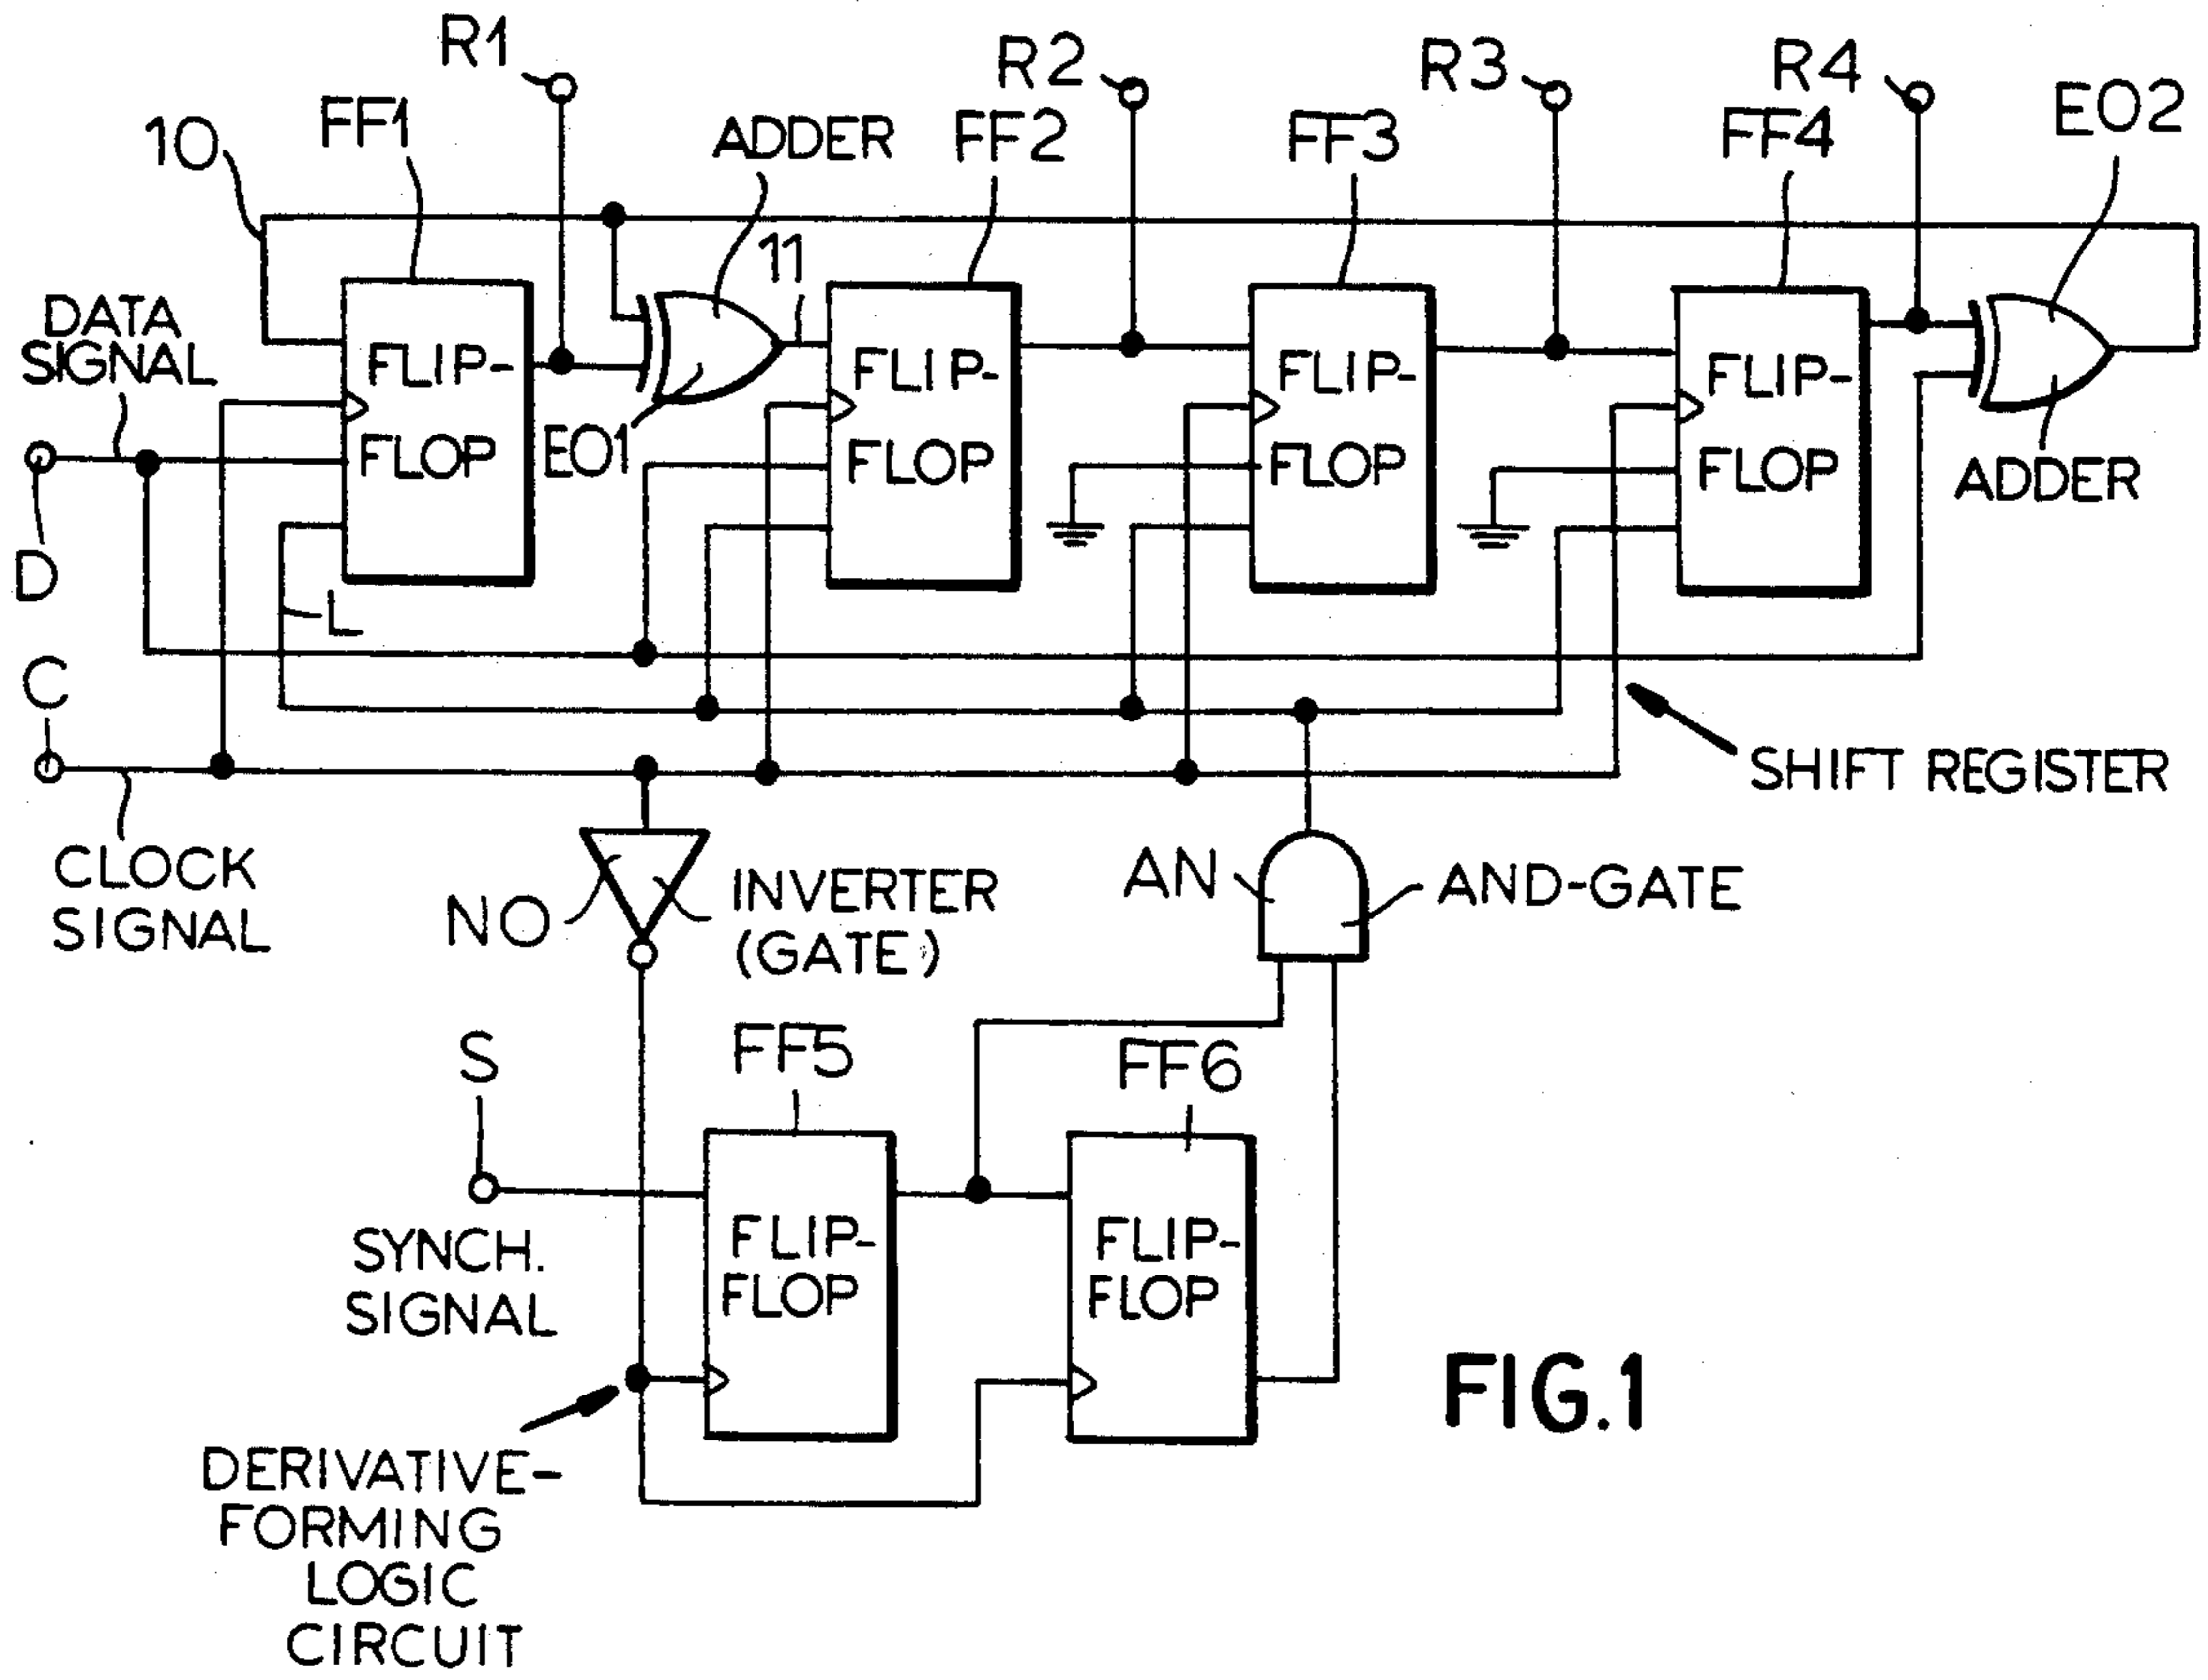 R1
R2
R3
R4
10
FF1
ADDER
FF2
FF3
FF4
EO2
11
DATA
SIGNAL
FLIP-
FLOP
FLIP-
FLOP
FLIP-
FLOP
FLIP-
FLOP
EO1
ADDER
D
L
C
SHIFT REGISTER
CLOCK
SIGNAL
NO
INVERTER
(GATE)
AN
AND-GATE
S
FF5
FF6
SYNCH.
SIGNAL
FLIP-
FLOP
FLIP-
FLOP
DERIVATIVE-
FORMING
LOGIC
CIRCUIT
FIG.1